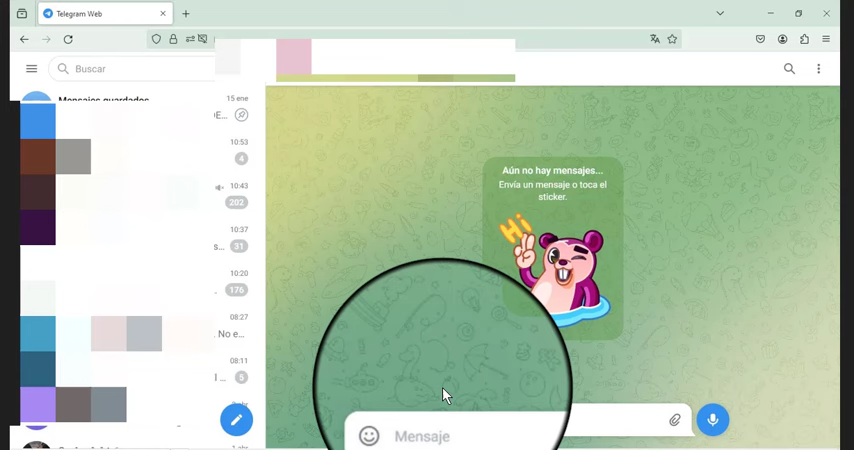 Telegram Web
Buscar
Mensajes guardados
15 ene
10:53
4
10:43
202
10:37
s...
31
10:20
176
08:27
. No e...
08:11
5
Aún no hay mensajes...
Envía un mensaje o toca el
sticker.
Hi
Mensaje